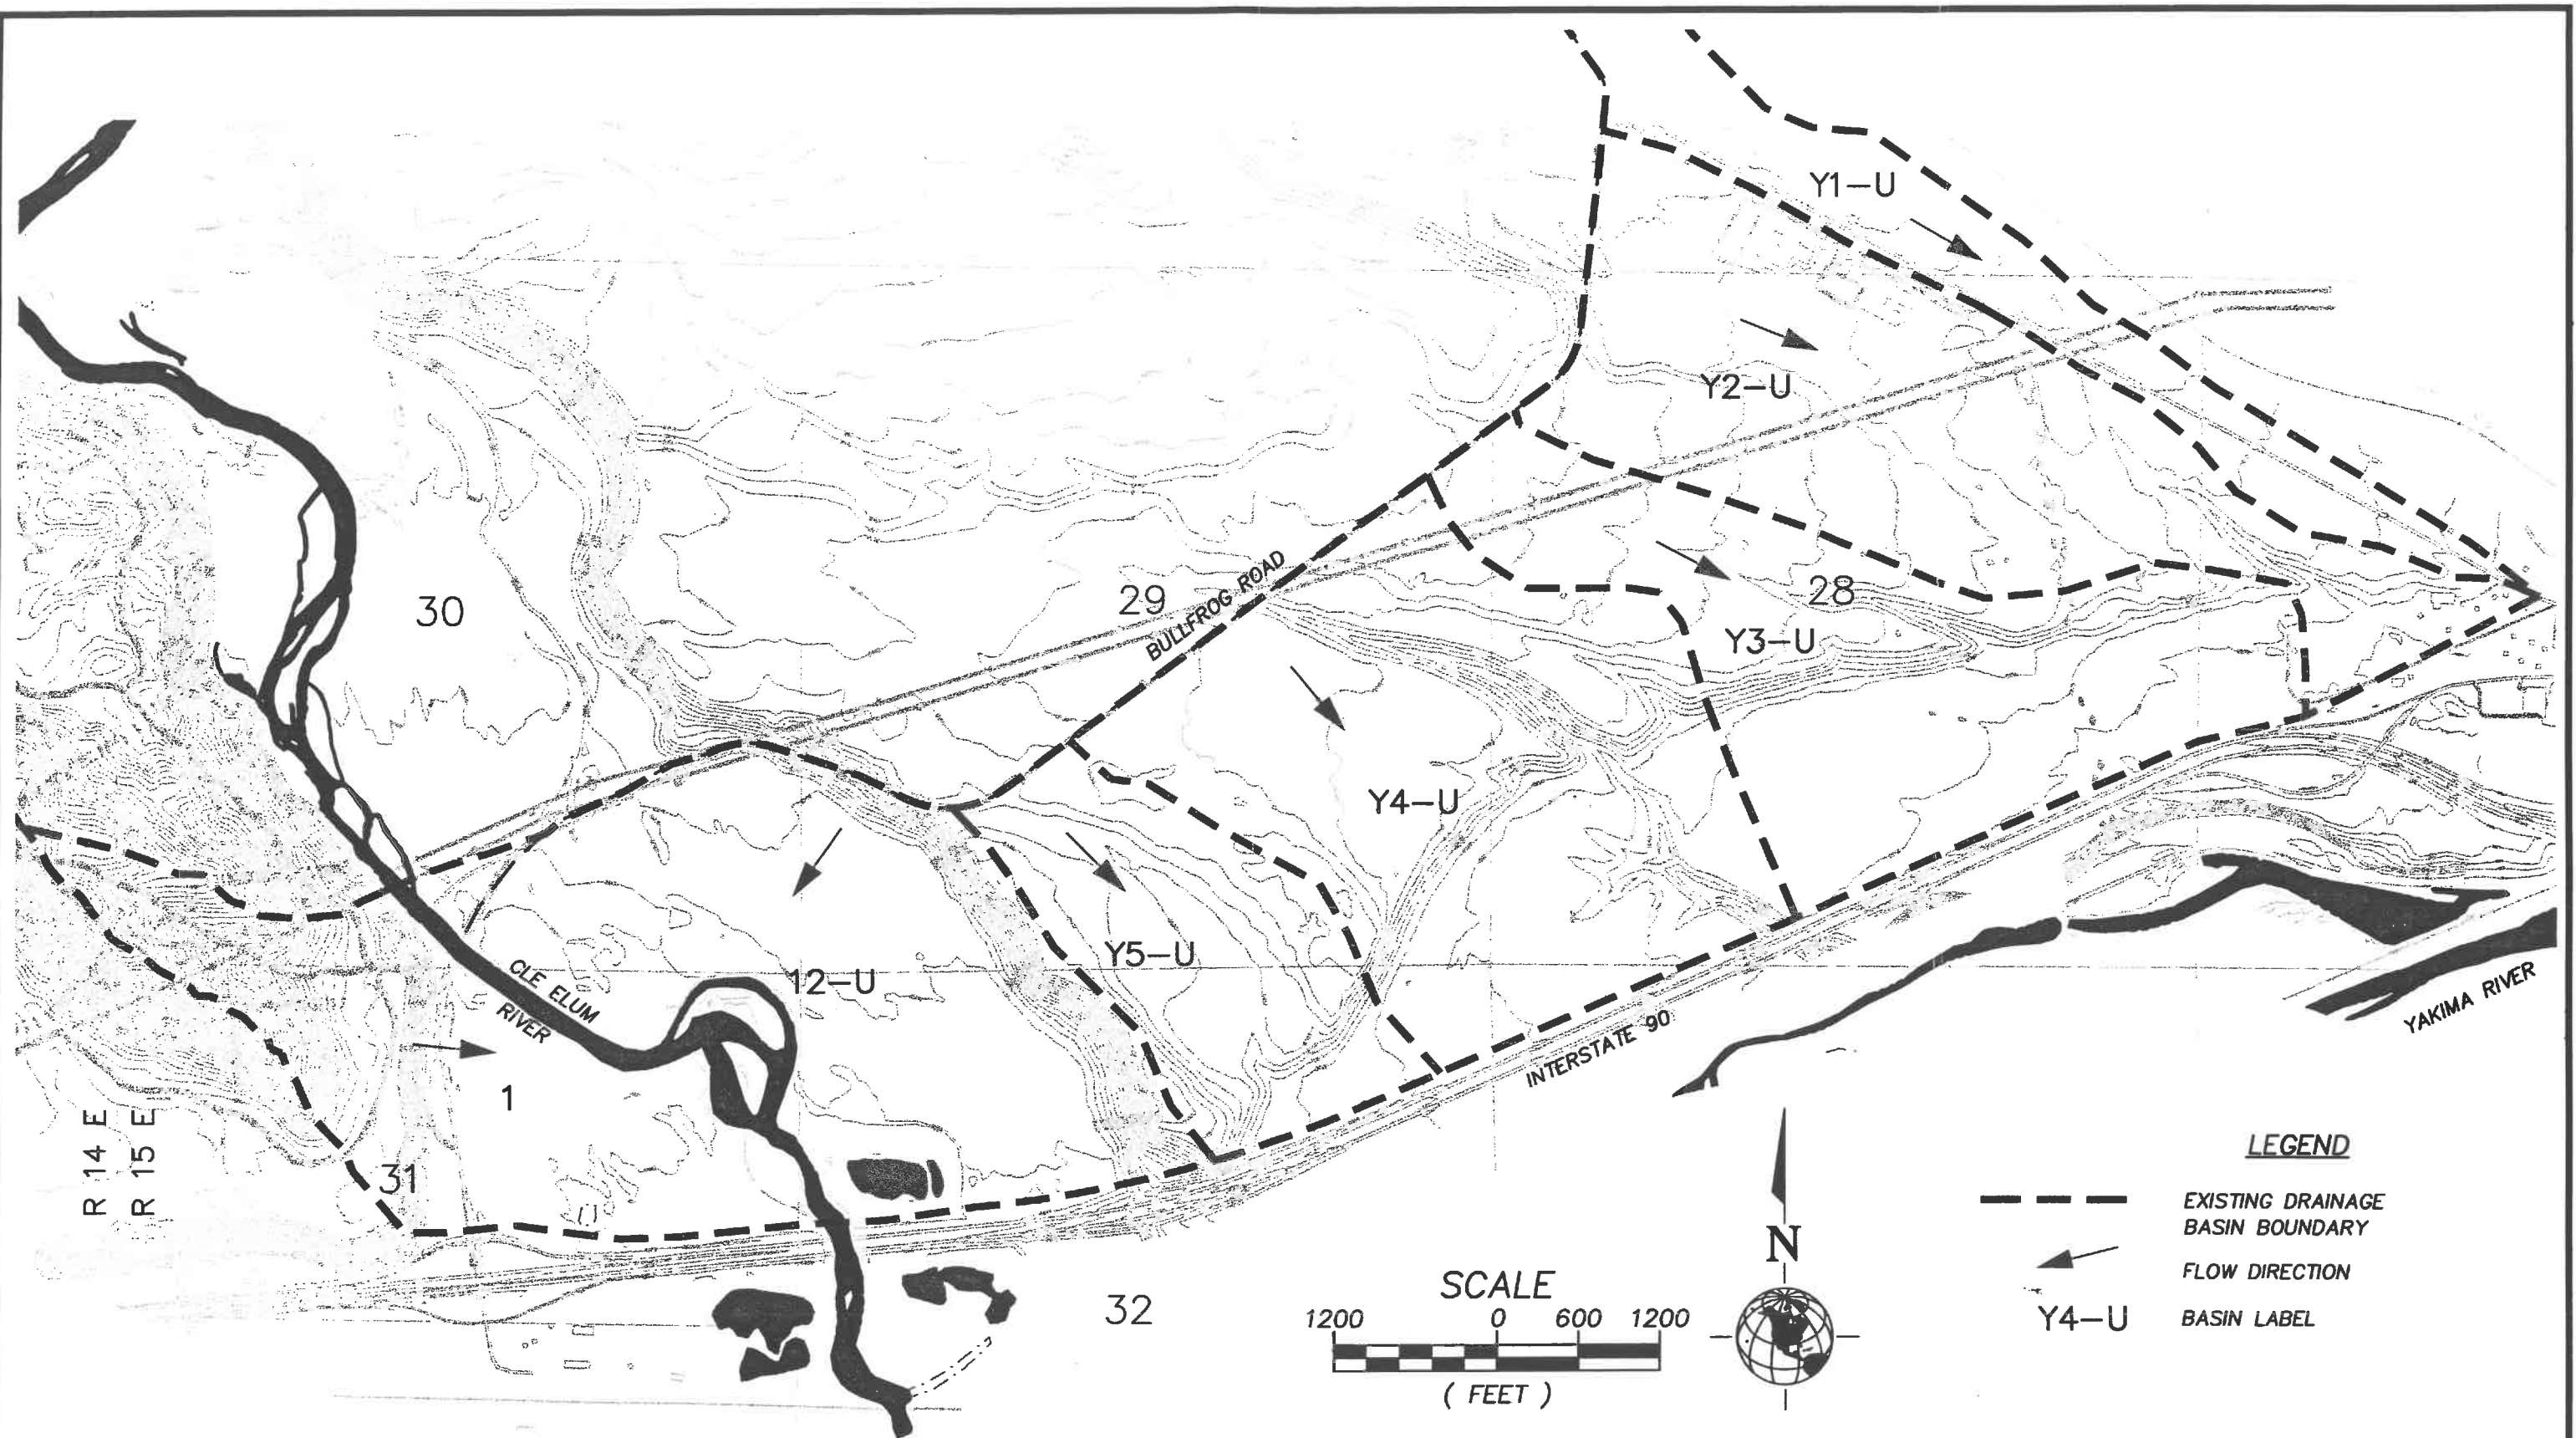 Y1-U
Y2-U
29
BULLFROG ROAD
28
30
Y3-U
Y4-U
Y5-U
12-U
CLE ELUM
RIVER
YAKIMA RIVER
INTERSTATE 90
1
R 14 E
R 15 E
31
32
LEGEND
EXISTING DRAINAGE
BASIN BOUNDARY
FLOW DIRECTION
Y4-U BASIN LABEL
N
SCALE
1200 0 600 1200
( FEET )